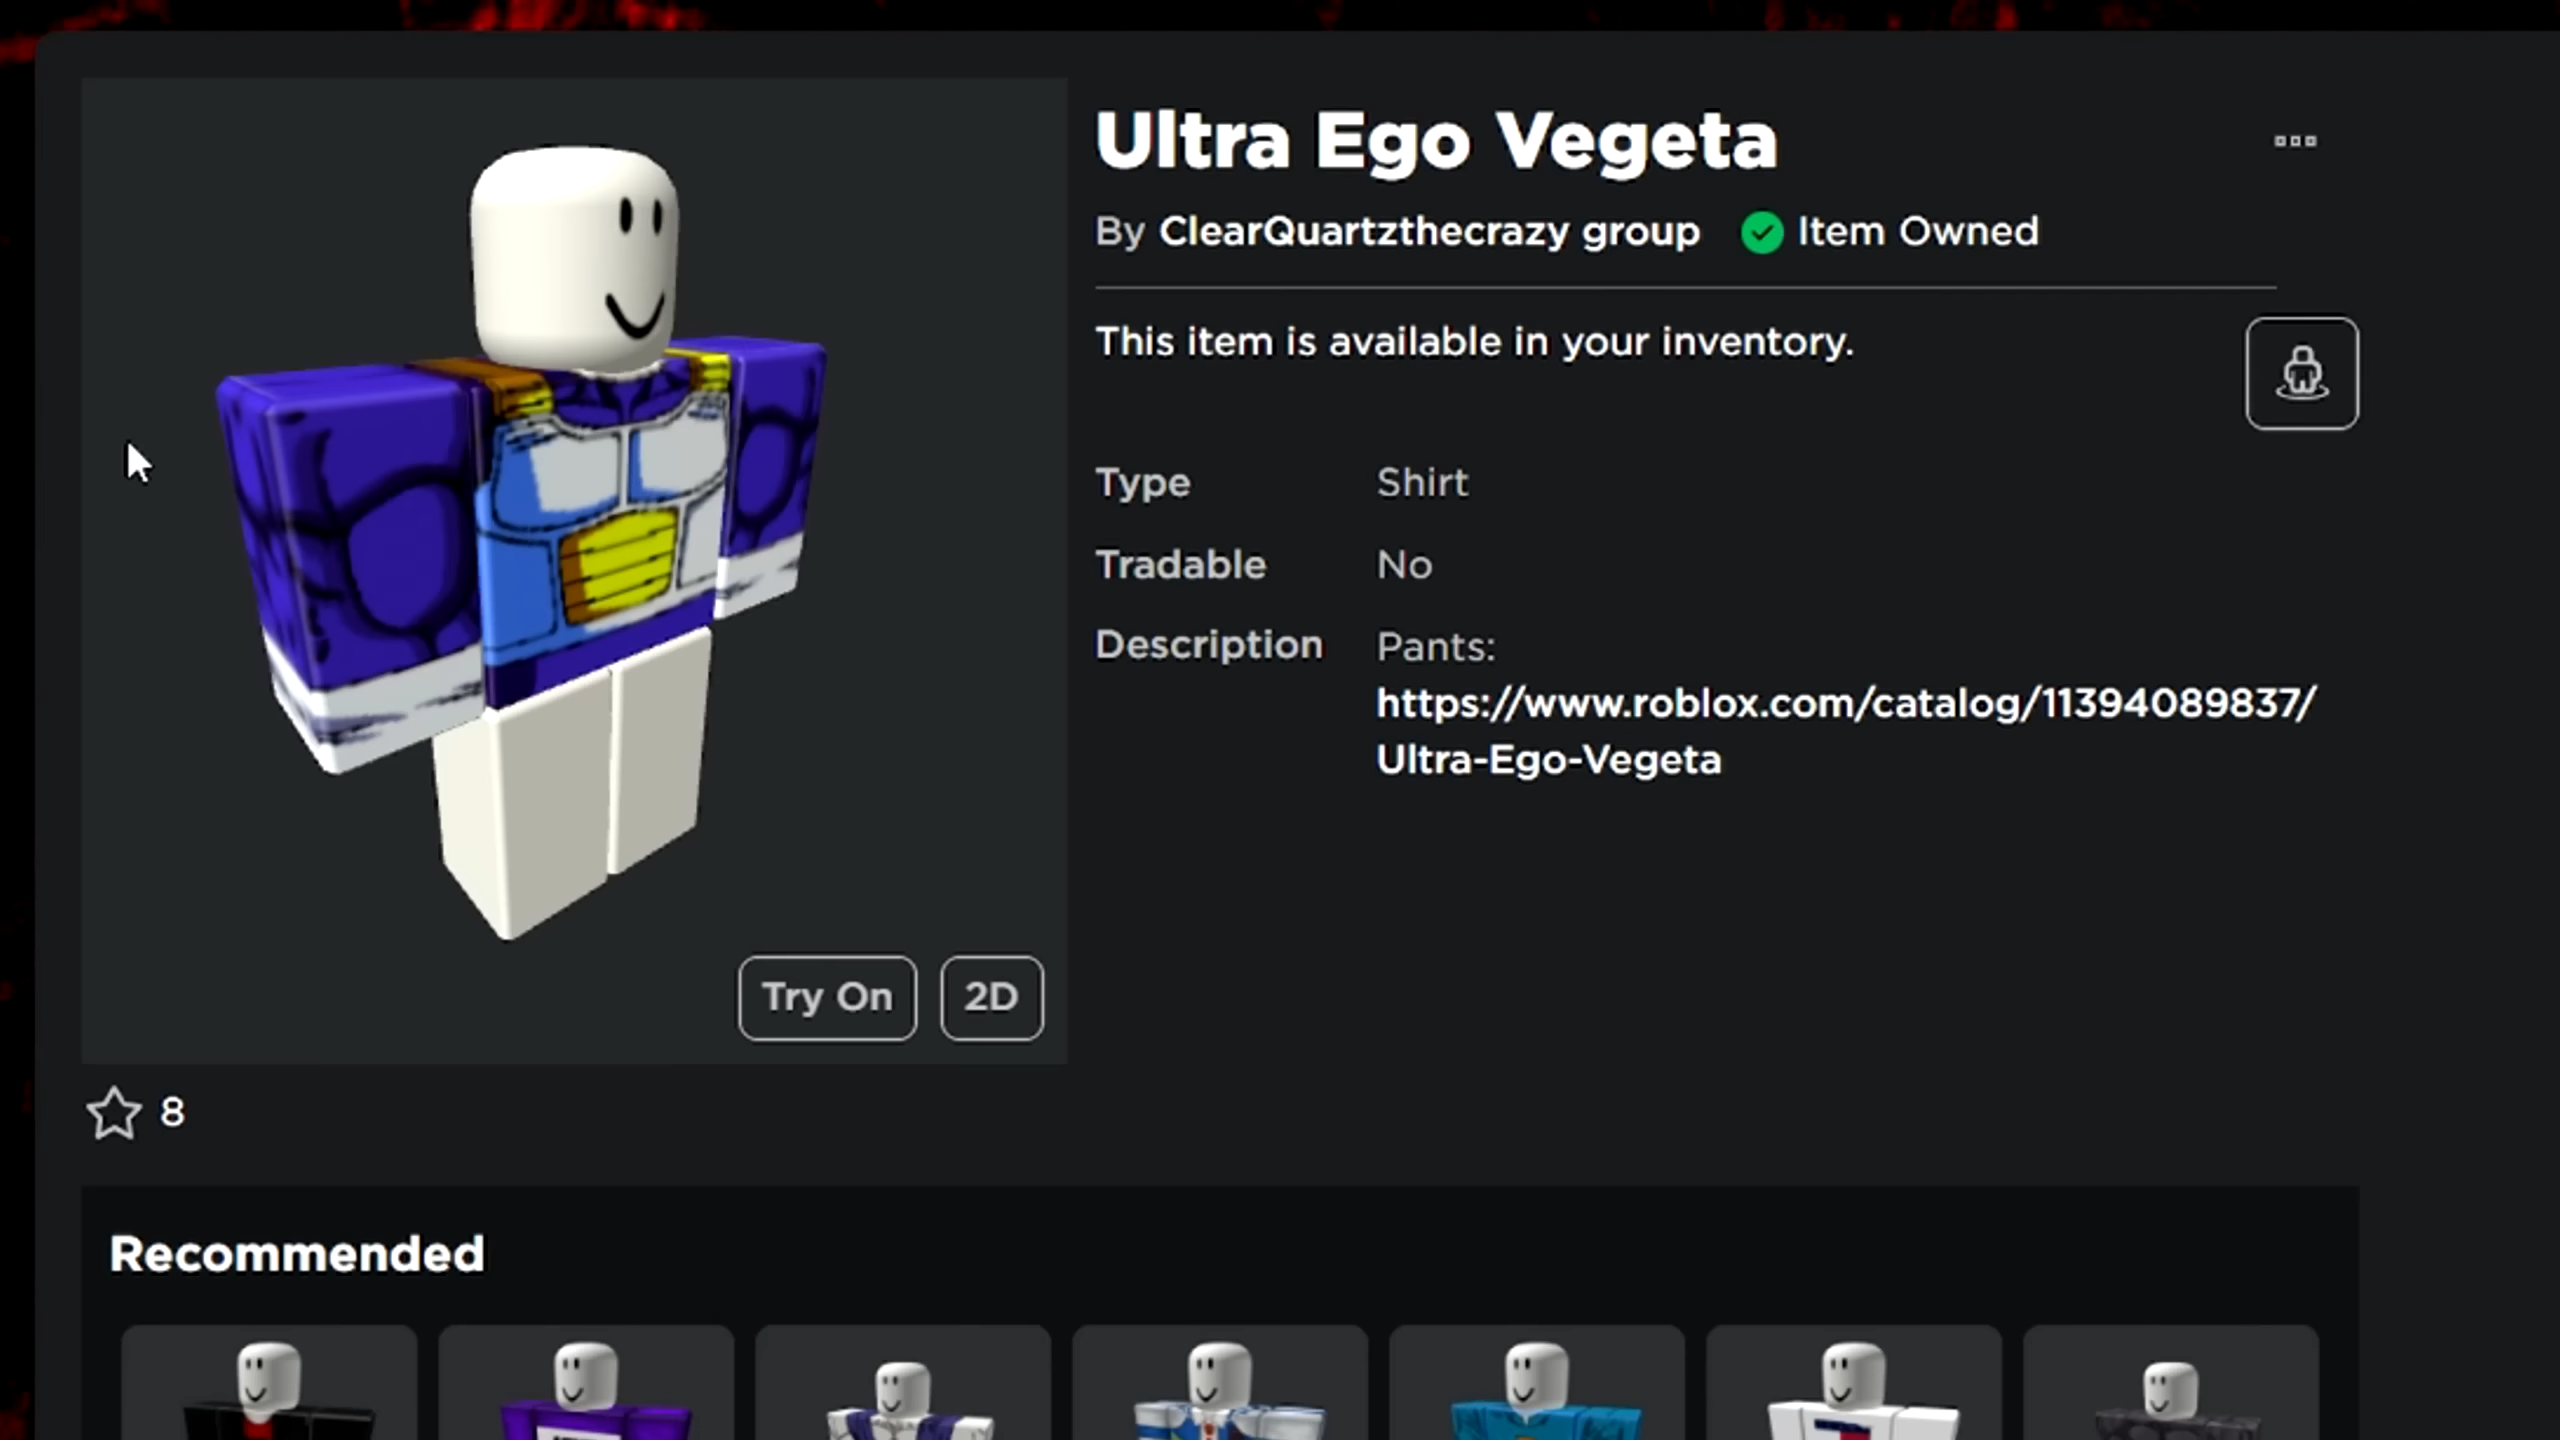 Ultra Ego Vegeta
By ClearQuartzthecrazy group Item Owned
This item is available in your inventory.
Type Shirt
Tradable No
Description Pants:
https://www.roblox.com/catalog/11394089837/
Ultra-Ego-Vegeta
Try On 2D
8
Recommended